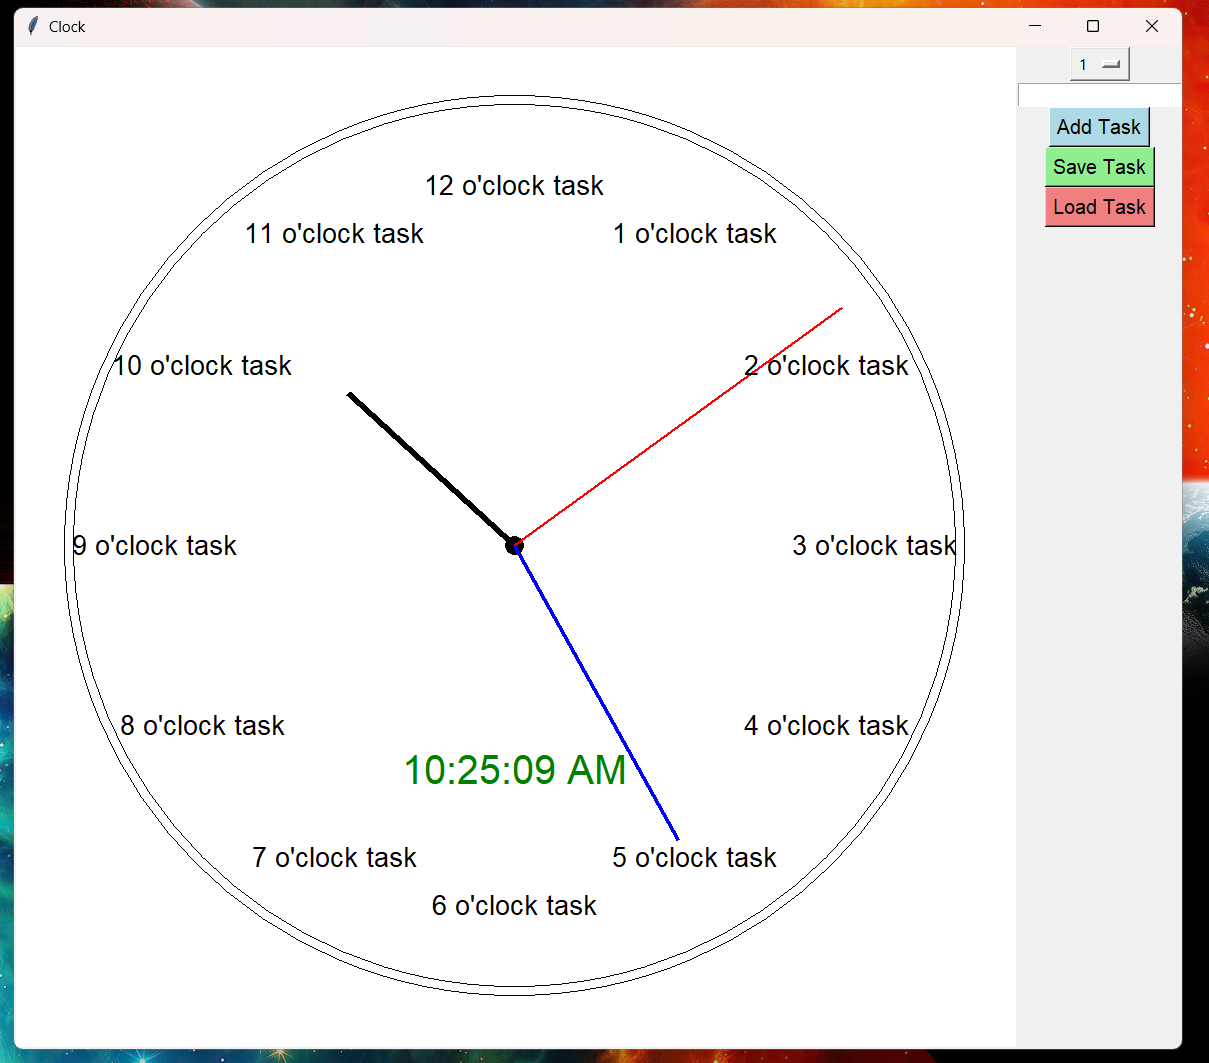 Clock
1
Add Task
Save Task
Load Task
12 o'clock task
11 o'clock task
1 o'clock task
10 o'clock task
2 o'clock task
9 o'clock task
3 o'clock task
8 o'clock task
4 o'clock task
10:25:09 AM
7 o'clock task
5 o'clock task
6 o'clock task